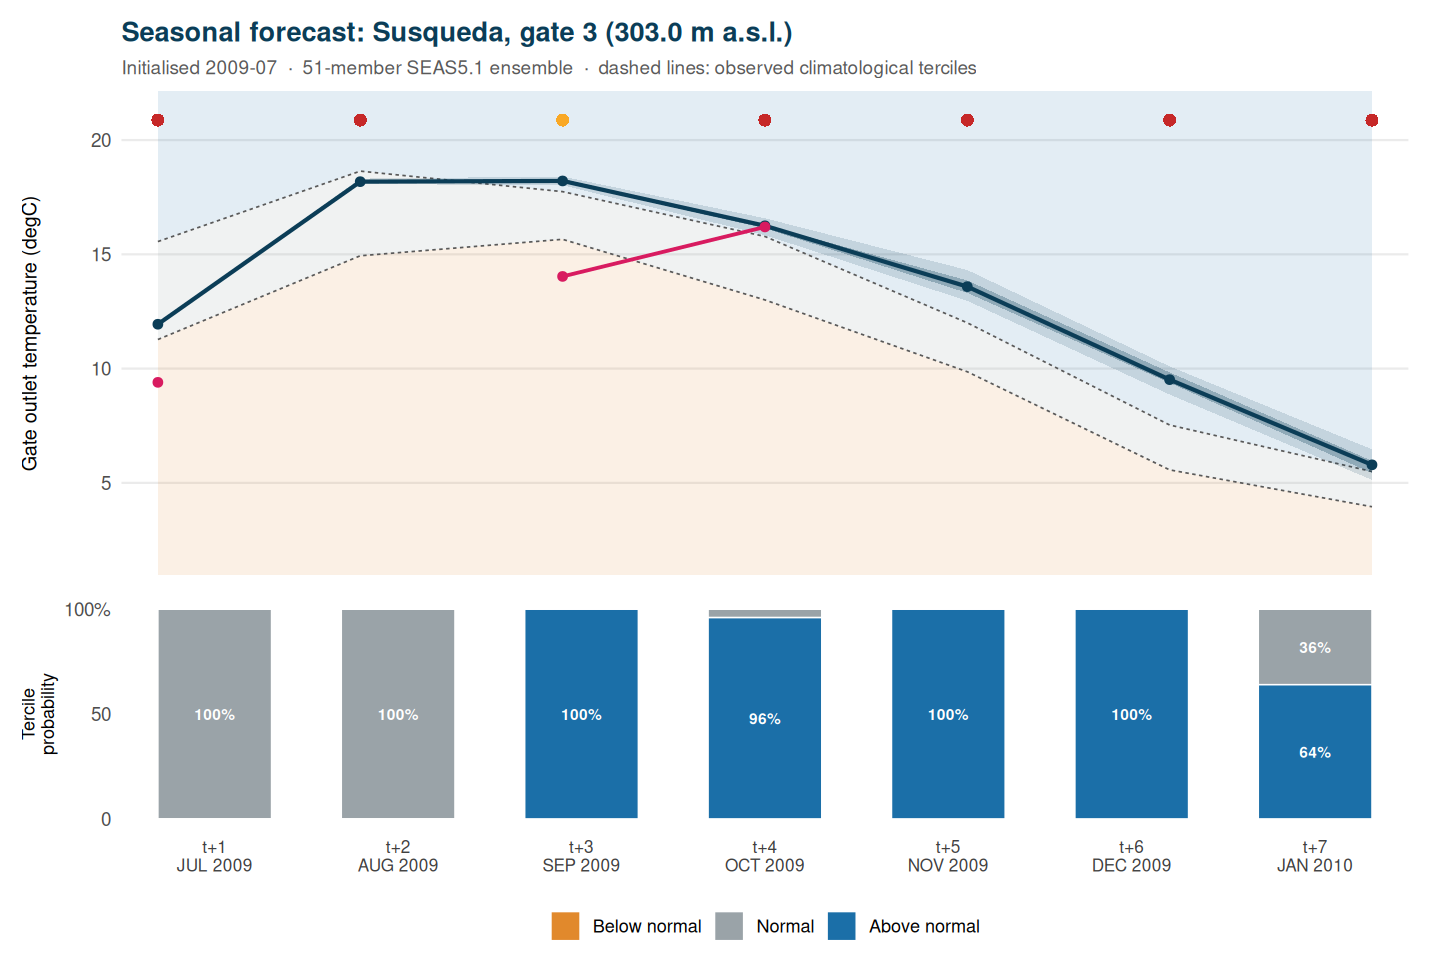 Seasonal forecast: Susqueda, gate 3 (303.0 m a.s.l.)
Initialised 2009-07 · 51-member SEAS5.1 ensemble · dashed lines: observed climatological terciles
Gate outlet temperature (degC)
20
15
10
5
Tercile
probability
100%
50
0
100%
100%
100%
96%
100%
100%
36%
64%
t+1
JUL 2009
t+2
AUG 2009
t+3
SEP 2009
t+4
OCT 2009
t+5
NOV 2009
t+6
DEC 2009
t+7
JAN 2010
Below normal
Normal
Above normal